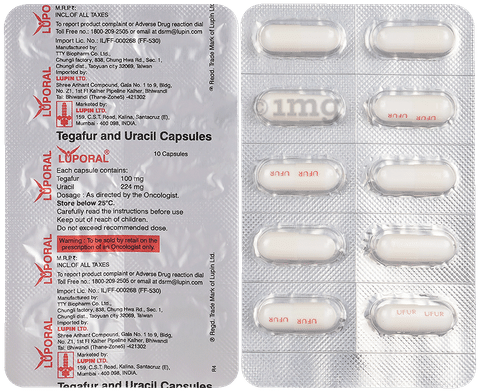 M.R.P.₹:
INCL.OF ALL TAXES
To report product complaint or Adverse Drug reaction dial
Toll Free no.: 1800-209-2505 or email at dsrm@lupin.com
Import Lic. No.: IL/FF-000268 (FF-530)
Manufactured by:
TTY Biopharm Co., Ltd.,
Chungli factory, 838, Chung Hwa Rd., Sec. 1,
Chungli dist., Taoyuan city 32069, Taiwan
Imported by:
LUPIN LTD.
Shree Arihant Compound, Gala No. 1 to 9, Bldg.
No. Z1, 1st Fl Kalher Pipeline Kalher, Bhiwandi
Tal: Bhiwandi (Thane-Zone5) -421302
Marketed by:
LUPIN LTD.
159, C.S.T. Road, Kalina, Santacruz (E),
Mumbai - 400 098, INDIA.
® Regd. Trade Mark of Lupin Ltd.
LUPORAL
Tegafur and Uracil Capsules
LUPORAL®
10 Capsules
Each capsule contains:
Tegafur 100 mg
Uracil 224 mg
Dosage : As directed by the Oncologist.
Store below 25°C.
Carefully read the instructions before use
Keep out of reach of children.
Do not exceed recommended dose.
Warning : To be sold by retail on the
prescription of an Oncologist only.
LUPORAL
LUPORAL
M.R.P.₹:
INCL.OF ALL TAXES
To report product complaint or Adverse Drug reaction dial
Toll Free no.: 1800-209-2505 or email at dsrm@lupin.com
Import Lic. No.: IL/FF-000268 (FF-530)
Manufactured by:
TTY Biopharm Co., Ltd.,
Chungli factory, 838, Chung Hwa Rd., Sec. 1,
Chungli dist., Taoyuan city 32069, Taiwan
Imported by:
LUPIN LTD.
Shree Arihant Compound, Gala No. 1 to 9, Bldg.
No. Z1, 1st Fl Kalher Pipeline Kalher, Bhiwandi
Tal: Bhiwandi (Thane-Zone5) -421302
Marketed by:
LUPIN LTD.
159, C.S.T. Road, Kalina, Santacruz (E),
Mumbai - 400 098, INDIA.
® Regd. Trade Mark of Lupin Ltd.
R4
LUPORAL
LUPORAL
Tegafur and Uracil Capsules
1mg
UFUR
UFUR UFUR
UFUR
UFUR
UFUR
UFUR UFUR